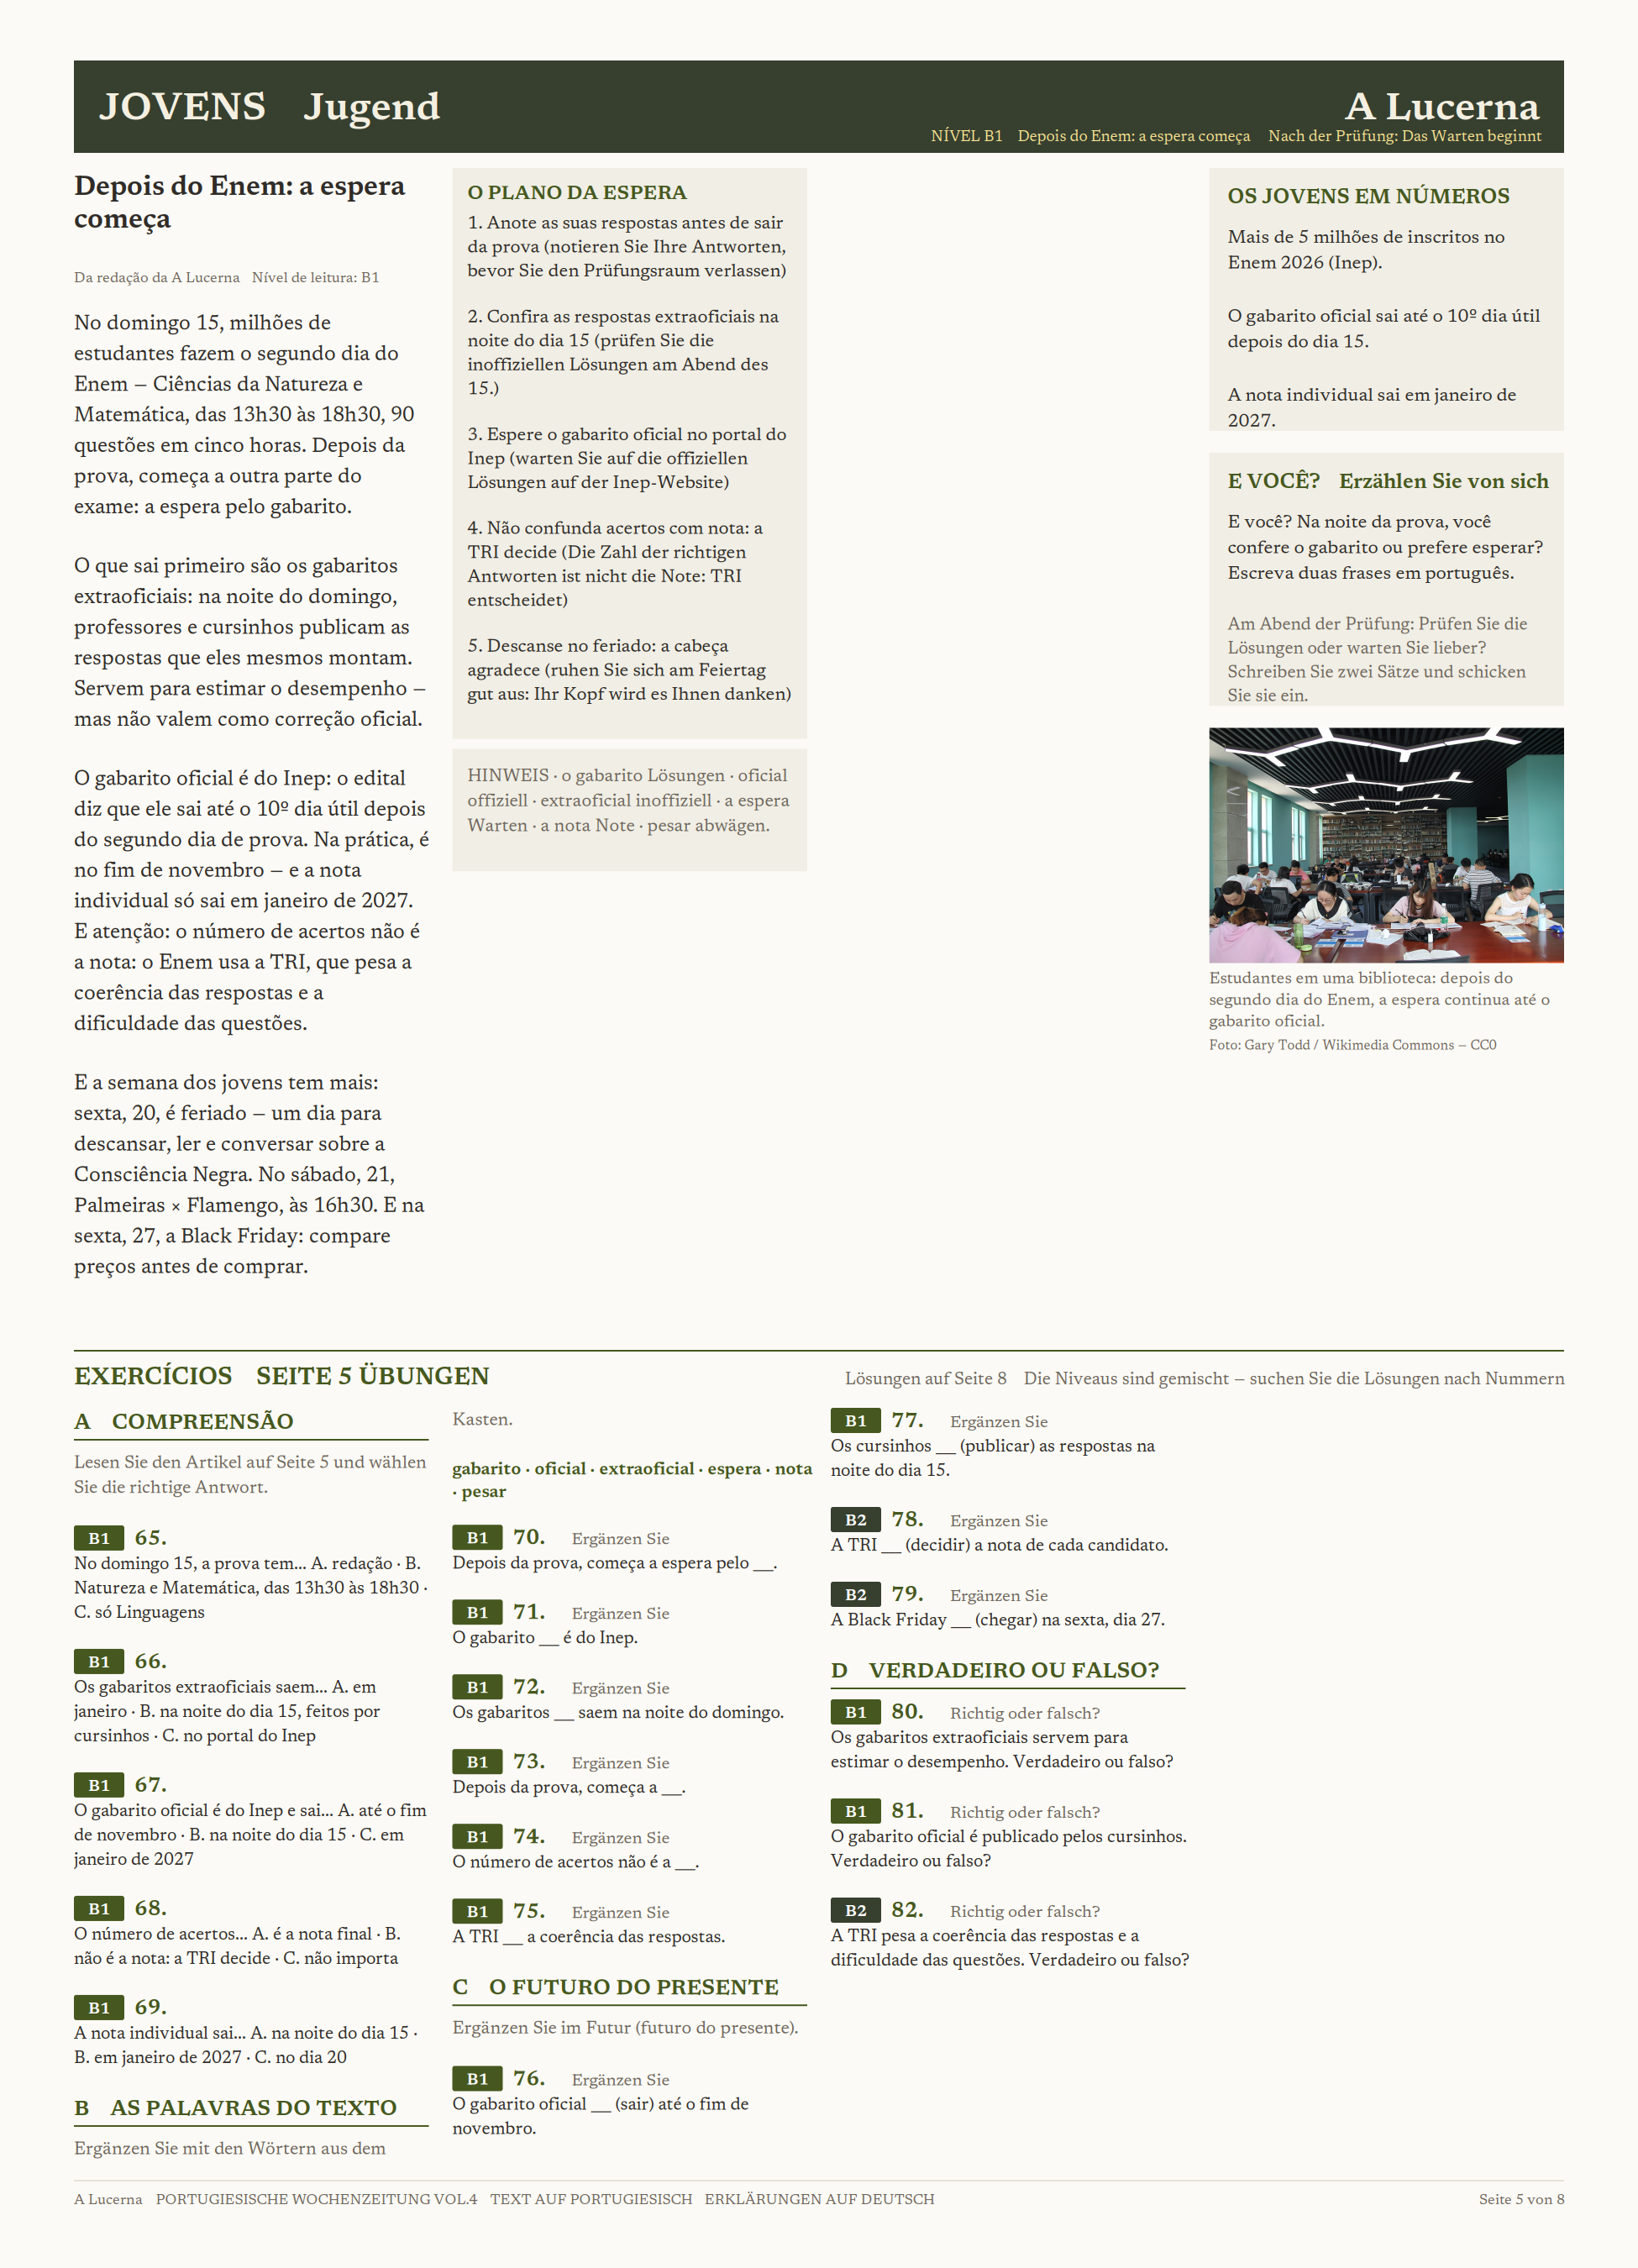 JOVENS Jugend
A Lucerna
NÍVEL B1 Depois do Enem: a espera começa Nach der Prüfung: Das Warten beginnt
Depois do Enem: a espera
começa
Da redação da A Lucerna Nível de leitura: B1
No domingo 15, milhões de
estudantes fazem o segundo dia do
Enem – Ciências da Natureza e
Matemática, das 13h30 às 18h30, 90
questões em cinco horas. Depois da
prova, começa a outra parte do
exame: a espera pelo gabarito.
O que sai primeiro são os gabaritos
extraoficiais: na noite do domingo,
professores e cursinhos publicam as
respostas que eles mesmos montam.
Servem para estimar o desempenho –
mas não valem como correção oficial.
O gabarito oficial é do Inep: o edital
diz que ele sai até o 10º dia útil depois
do segundo dia de prova. Na prática, é
no fim de novembro – e a nota
individual só sai em janeiro de 2027.
E atenção: o número de acertos não é
a nota: o Enem usa a TRI, que pesa a
coerência das respostas e a
dificuldade das questões.
E a semana dos jovens tem mais:
sexta, 20, é feriado – um dia para
descansar, ler e conversar sobre a
Consciência Negra. No sábado, 21,
Palmeiras × Flamengo, às 16h30. E na
sexta, 27, a Black Friday: compare
preços antes de comprar.
O PLANO DA ESPERA
1. Anote as suas respostas antes de sair
da prova (notieren Sie Ihre Antworten,
bevor Sie den Prüfungsraum verlassen)
2. Confira as respostas extraoficiais na
noite do dia 15 (prüfen Sie die
inoffiziellen Lösungen am Abend des
15.)
3. Espere o gabarito oficial no portal do
Inep (warten Sie auf die offiziellen
Lösungen auf der Inep-Website)
4. Não confunda acertos com nota: a
TRI decide (Die Zahl der richtigen
Antworten ist nicht die Note: TRI
entscheidet)
5. Descanse no feriado: a cabeça
agradece (ruhen Sie sich am Feiertag
gut aus: Ihr Kopf wird es Ihnen danken)
HINWEIS · o gabarito Lösungen · oficial
offiziell · extraoficial inoffiziell · a espera
Warten · a nota Note · pesar abwägen.
OS JOVENS EM NÚMEROS
Mais de 5 milhões de inscritos no
Enem 2026 (Inep).
O gabarito oficial sai até o 10º dia útil
depois do dia 15.
A nota individual sai em janeiro de
2027.
E VOCÊ? Erzählen Sie von sich
E você? Na noite da prova, você
confere o gabarito ou prefere esperar?
Escreva duas frases em português.
Am Abend der Prüfung: Prüfen Sie die
Lösungen oder warten Sie lieber?
Schreiben Sie zwei Sätze und schicken
Sie sie ein.
Estudantes em uma biblioteca: depois do
segundo dia do Enem, a espera continua até o
gabarito oficial.
Foto: Gary Todd / Wikimedia Commons – CC0
EXERCÍCIOS SEITE 5 ÜBUNGEN
Lösungen auf Seite 8 Die Niveaus sind gemischt – suchen Sie die Lösungen nach Nummern
A COMPREENSÃO
Lesen Sie den Artikel auf Seite 5 und wählen
Sie die richtige Antwort.
B1 65.
No domingo 15, a prova tem... A. redação · B.
Natureza e Matemática, das 13h30 às 18h30 ·
C. só Linguagens
B1 66.
Os gabaritos extraoficiais saem... A. em
janeiro · B. na noite do dia 15, feitos por
cursinhos · C. no portal do Inep
B1 67.
O gabarito oficial é do Inep e sai... A. até o fim
de novembro · B. na noite do dia 15 · C. em
janeiro de 2027
B1 68.
O número de acertos... A. é a nota final · B.
não é a nota: a TRI decide · C. não importa
B1 69.
A nota individual sai... A. na noite do dia 15 ·
B. em janeiro de 2027 · C. no dia 20
B AS PALAVRAS DO TEXTO
Ergänzen Sie mit den Wörtern aus dem
Kasten.
gabarito · oficial · extraoficial · espera · nota
· pesar
B1 70. Ergänzen Sie
Depois da prova, começa a espera pelo __.
B1 71. Ergänzen Sie
O gabarito __ é do Inep.
B1 72. Ergänzen Sie
Os gabaritos __ saem na noite do domingo.
B1 73. Ergänzen Sie
Depois da prova, começa a __.
B1 74. Ergänzen Sie
O número de acertos não é a __.
B1 75. Ergänzen Sie
A TRI __ a coerência das respostas.
C O FUTURO DO PRESENTE
Ergänzen Sie im Futur (futuro do presente).
B1 76. Ergänzen Sie
O gabarito oficial __ (sair) até o fim de
novembro.
B1 77. Ergänzen Sie
Os cursinhos __ (publicar) as respostas na
noite do dia 15.
B2 78. Ergänzen Sie
A TRI __ (decidir) a nota de cada candidato.
B2 79. Ergänzen Sie
A Black Friday __ (chegar) na sexta, dia 27.
D VERDADEIRO OU FALSO?
B1 80. Richtig oder falsch?
Os gabaritos extraoficiais servem para
estimar o desempenho. Verdadeiro ou falso?
B1 81. Richtig oder falsch?
O gabarito oficial é publicado pelos cursinhos.
Verdadeiro ou falso?
B2 82. Richtig oder falsch?
A TRI pesa a coerência das respostas e a
dificuldade das questões. Verdadeiro ou falso?
A Lucerna PORTUGIESISCHE WOCHENZEITUNG VOL.4 TEXT AUF PORTUGIESISCH ERKLÄRUNGEN AUF DEUTSCH
Seite 5 von 8